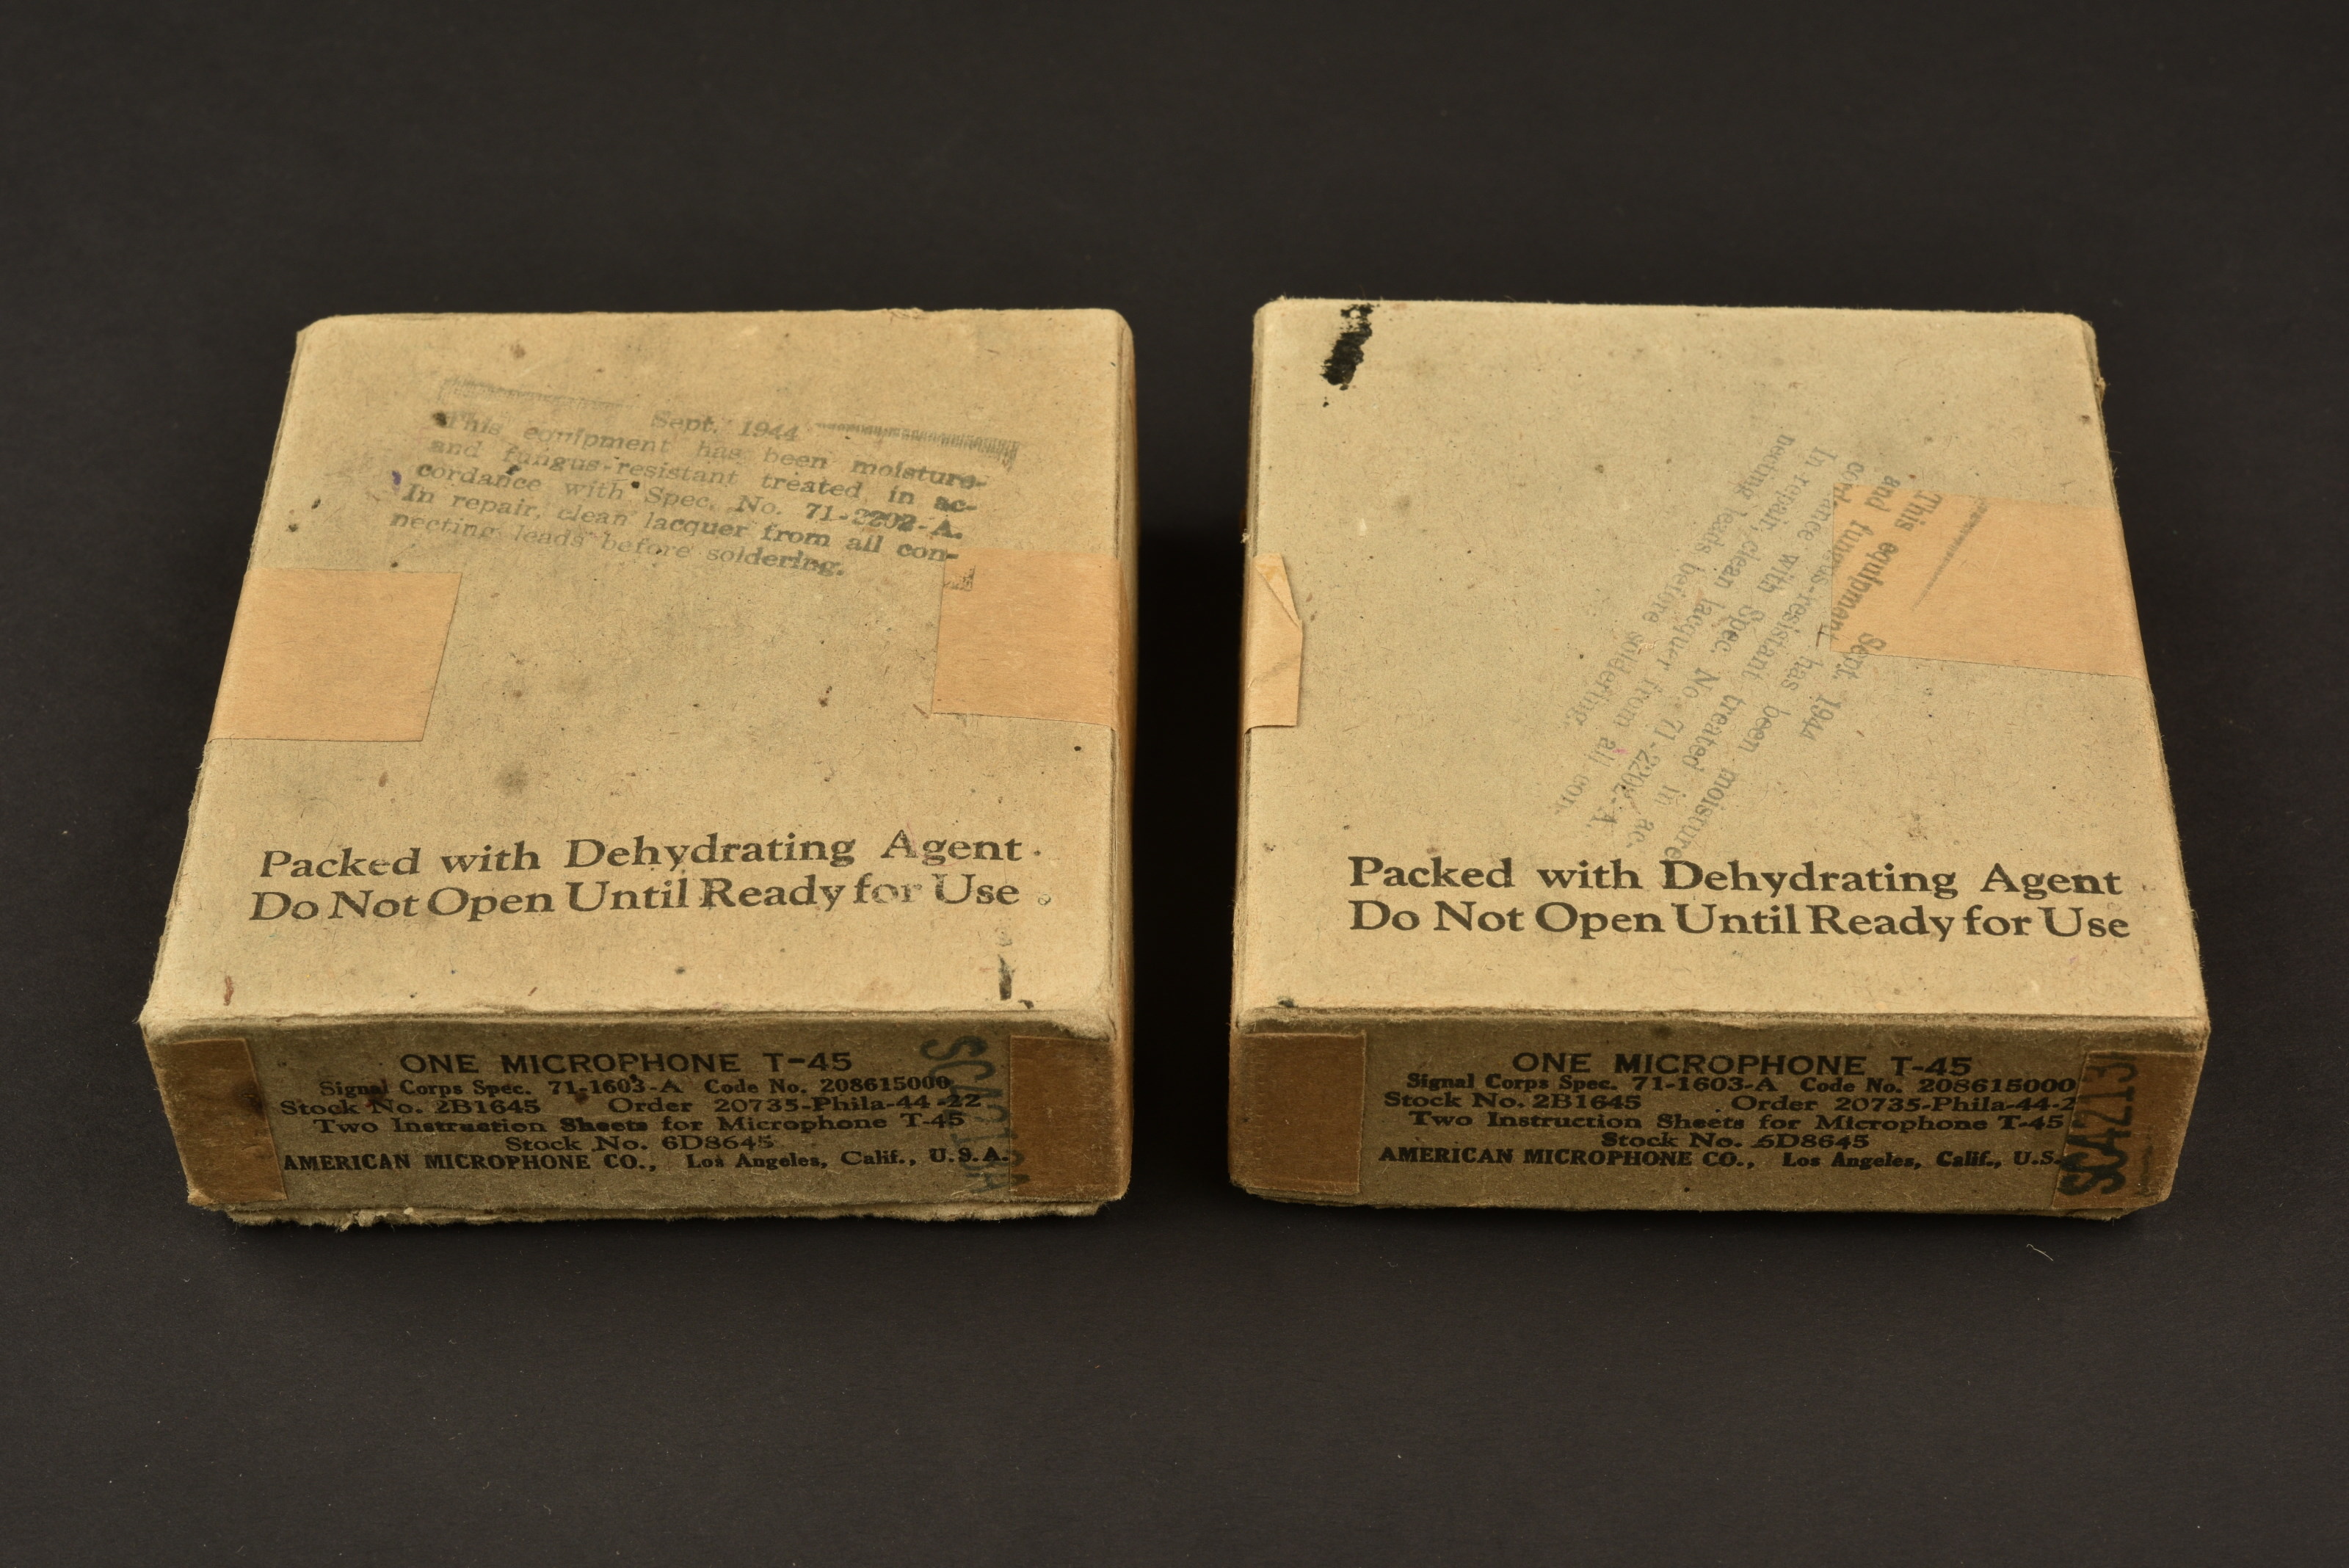 Sept. 1944
This equipment has been moisture-
and fungus-resistant treated in ac-
cordance with Spec. No. 71-2202-A.
In repair, clean lacquer from all con-
necting leads before soldering.
Packed with Dehydrating Agent
Do Not Open Until Ready for Use
ONE MICROPHONE T-45
Signal Corps Spec. 71-1603-A Code No. 208615000
Stock No. 2B1645 Order 20735-Phila-44-22
Two Instruction Sheets for Microphone T-45
Stock No. 6D8645
AMERICAN MICROPHONE CO., Los Angeles, Calif., U.S.A.
Sept. 1944
This equipment has been moisture
and fungus-resistant treated in ac-
cordance with Spec. No. 71-2202-A.
In repair, clean lacquer from all con-
necting leads before soldering.
Packed with Dehydrating Agent
Do Not Open Until Ready for Use
ONE MICROPHONE T-45
Signal Corps Spec. 71-1603-A Code No. 208615000
Stock No. 2B1645 Order 20735-Phila-44-2
Two Instruction Sheets for Microphone T-45
Stock No. 6D8645
AMERICAN MICROPHONE CO., Los Angeles, Calif., U.S.
SC4213